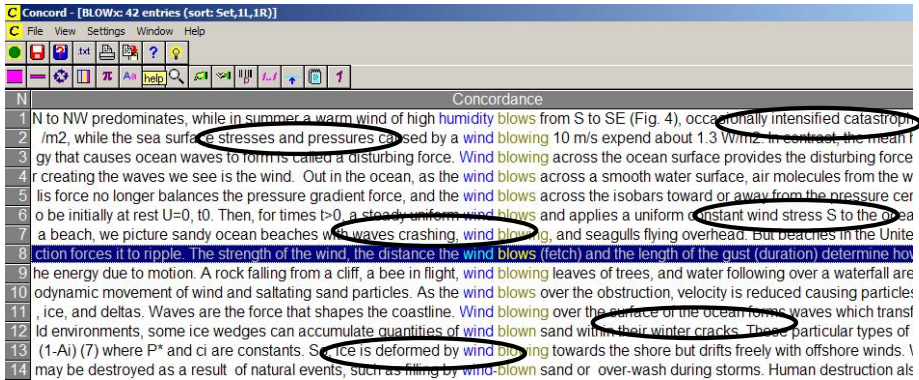 Concord - [BLOWx: 42 entries (sort: Set,1L,1R)]
File View Settings Window Help
.txt
π Aa help
N Concordance
1 N to NW predominates, while in summer a warm wind of high humidity blows from S to SE (Fig. 4), occasionally intensified catastroph
2 /m2, while the sea surface stresses and pressures caused by a wind blowing 10 m/s expend about 1.3 W/m2. In contrast, the mean
3 gy that causes ocean waves to form is called a disturbing force. Wind blowing across the ocean surface provides the disturbing force
4 r creating the waves we see is the wind. Out in the ocean, as the wind blows across a smooth water surface, air molecules from the w
5 lis force no longer balances the pressure gradient force, and the wind blows across the isobars toward or away from the pressure cen
6 o be initially at rest U=0, t0. Then, for times t>0, a steady uniform wind blows and applies a uniform constant wind stress S to the ocea
7 a beach, we picture sandy ocean beaches with waves crashing, wind blowing, and seagulls flying overhead. But beaches in the Unite
8 ction forces it to ripple. The strength of the wind, the distance the wind blows (fetch) and the length of the gust (duration) determine how
9 he energy due to motion. A rock falling from a cliff, a bee in flight, wind blowing leaves of trees, and water following over a waterfall are
10 odynamic movement of wind and saltating sand particles. As the wind blows over the obstruction, velocity is reduced causing particles
11 , ice, and deltas. Waves are the force that shapes the coastline. Wind blowing over the surface of the ocean forms waves which transf
12 ld environments, some ice wedges can accumulate quantities of wind blown sand within their winter cracks. These particular types of
13 (1-Ai) (7) where P* and ci are constants. So, ice is deformed by wind blowing towards the shore but drifts freely with offshore winds. W
14 may be destroyed as a result of natural events, such as filling by wind-blown sand or over-wash during storms. Human destruction als